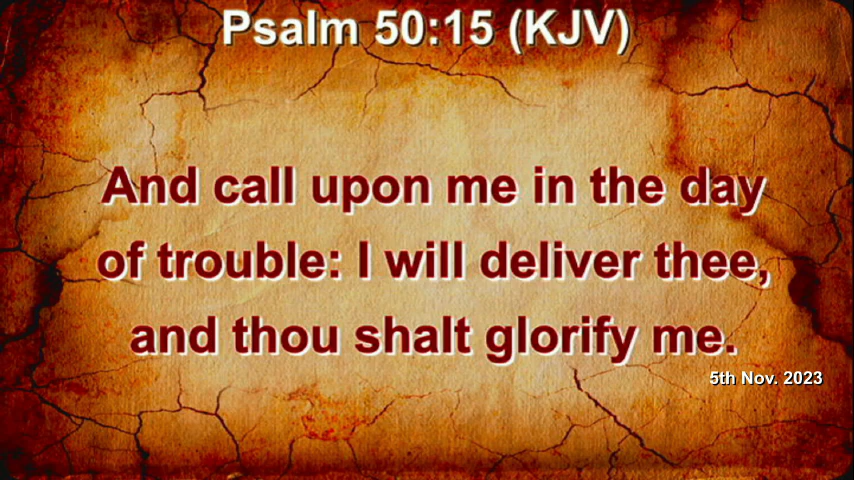 Psalm 50:15 (KJV)
And call upon me in the day
of trouble: I will deliver thee,
and thou shalt glorify me.
5th Nov. 2023